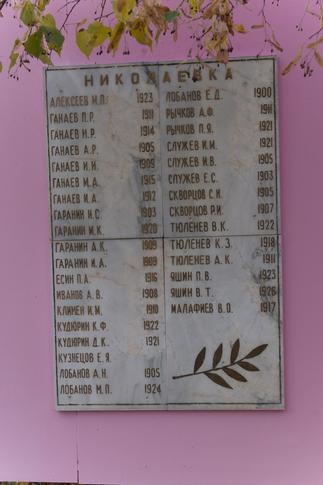 НИКОЛАЕВКА
АЛЕКСЕЕВ М.П. 1923
ГАНАЕВ П.Р. 1911
ГАНАЕВ Н.Р. 1914
ГАНАЕВ А.Р. 1905
ГАНАЕВ И.Н. 1909
ГАНАЕВ М.А. 1915
ГАНАЕВ И.А. 1912
ГАРАНИН Н.С. 1903
ГАРАНИН М.К. 1920
ГАРАНИН А.К. 1909
ГАРАНИН И.А. 1909
ЕСИН П.А. 1916
ИВАНОВ А.В. 1908
КЛИМЕН И.М. 1910
КУДЮРИН К.Ф. 1922
КУДЮРИН Д.К. 1921
КУЗНЕЦОВ Е.Я.
ЛОБАНОВ А.Н. 1905
ЛОБАНОВ М.П. 1924
ЛОБАНОВ Е.Д. 1900
РЫЧКОВ А.Ф. 1911
РЫЧКОВ П.Я. 1921
СЛУЖЕВ И.М. 1921
СЛУЖЕВ И.В. 1905
СЛУЖЕВ Е.С. 1903
СКВОРЦОВ С.И. 1905
СКВОРЦОВ Р.И. 1907
ТЮЛЕНЕВ В.К. 1922
ТЮЛЕНЕВ К.З. 1918
ТЮЛЕНЕВ А.К. 1911
ЯШИН П.В. 1923
ЯШИН В.Т. 1926
МАЛАФИЕВ В.О. 1917